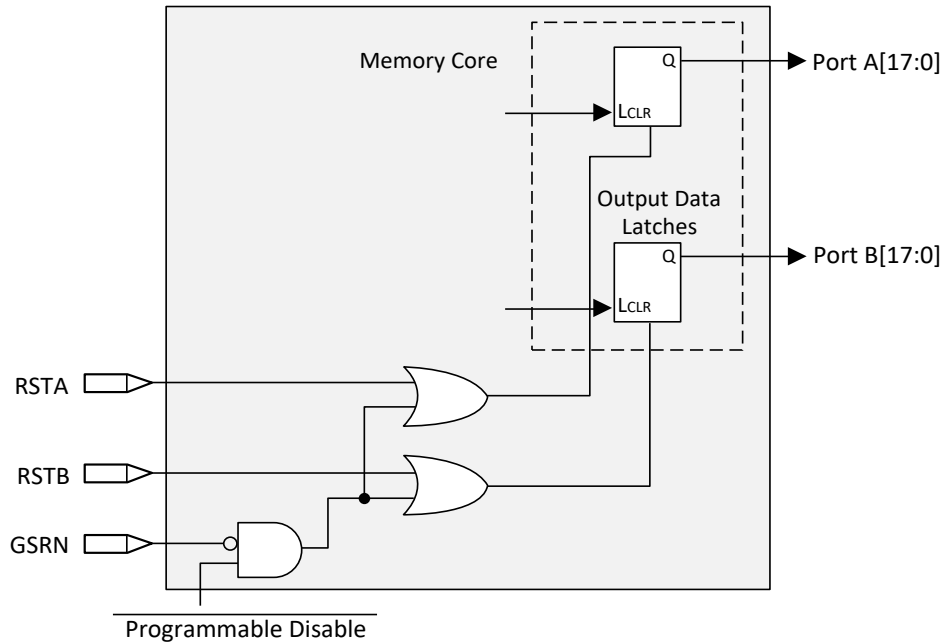 Memory Core
Q
Port A[17:0]
LCLR
Output Data
Latches
Q
Port B[17:0]
LCLR
RSTA
RSTB
GSRN
Programmable Disable